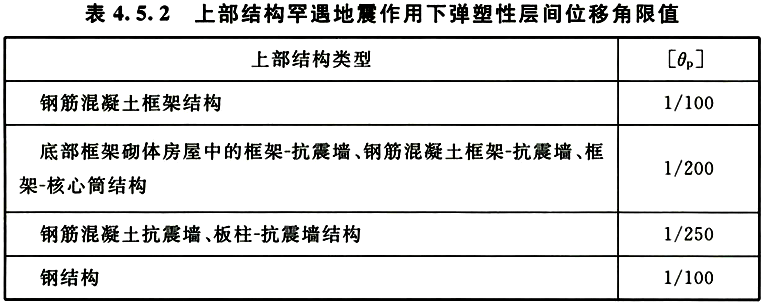 表 4.5.2 上部结构罕遇地震作用下弹塑性层间位移角限值
上部结构类型 [θp]
钢筋混凝土框架结构 1/100
底部框架砌体房屋中的框架-抗震墙、钢筋混凝土框架-抗震墙、框
架-核心筒结构 1/200
钢筋混凝土抗震墙、板柱-抗震墙结构 1/250
钢结构 1/100